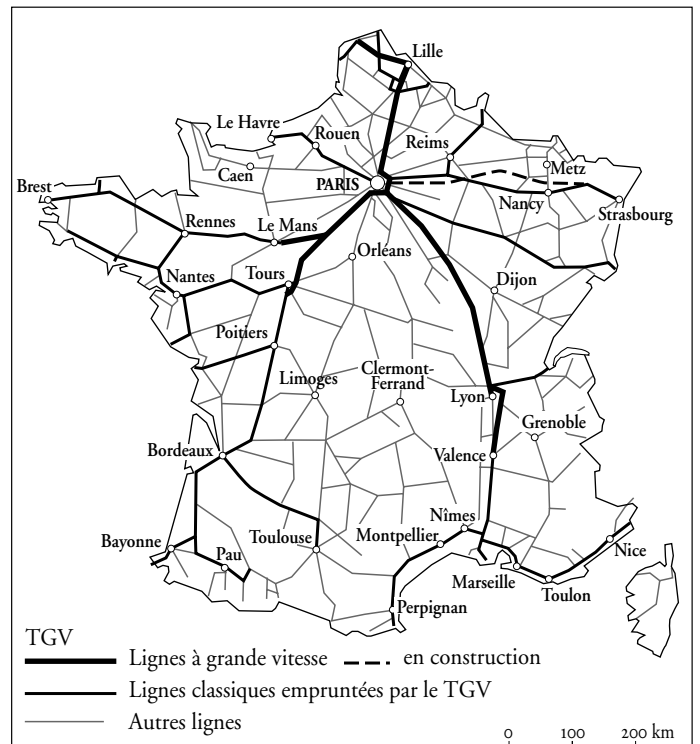 Lille
Le Havre
Rouen
Reims
Caen
Metz
PARIS
Brest
Nancy
Strasbourg
Rennes
Le Mans
Orléans
Nantes
Tours
Dijon
Poitiers
Limoges
Clermont-
Ferrand
Lyon
Grenoble
Bordeaux
Valence
Nîmes
Bayonne
Toulouse
Montpellier
Pau
Nice
Marseille
Toulon
Perpignan
TGV
Lignes à grande vitesse
en construction
Lignes classiques empruntées par le TGV
Autres lignes
0 100 200 km